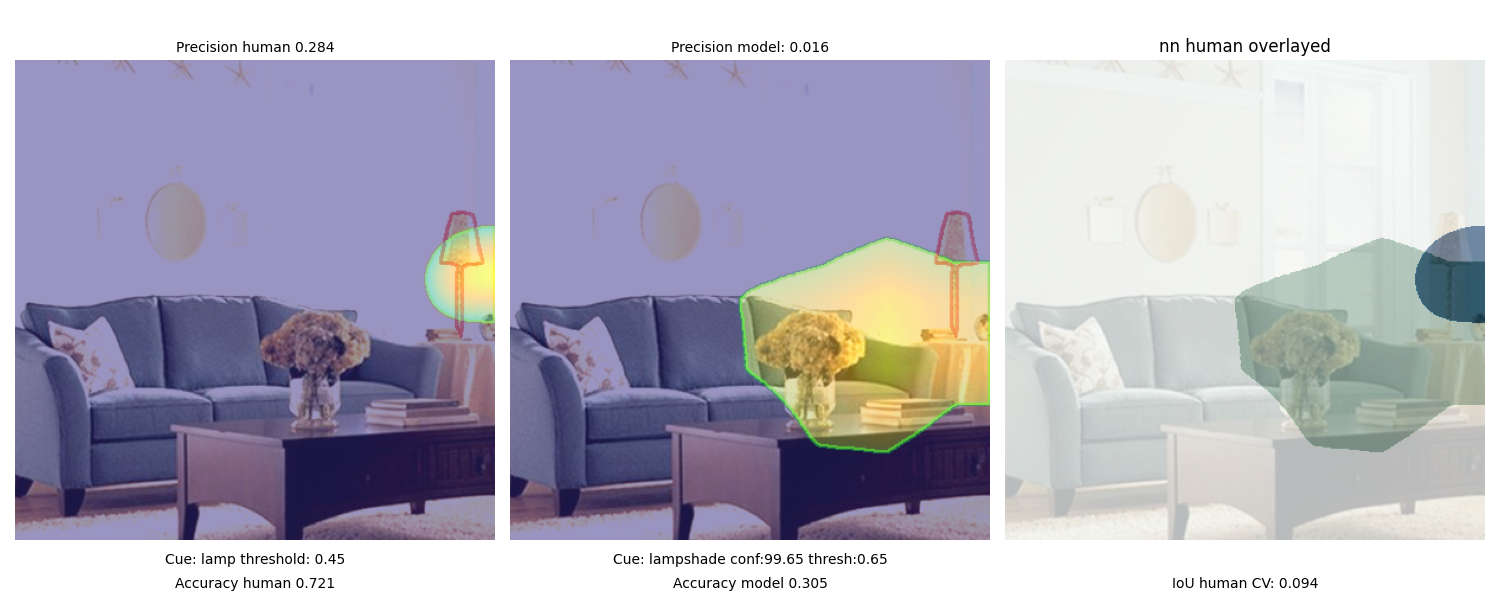 Precision human 0.284
Precision model: 0.016
nn human overlayed
Cue: lamp threshold: 0.45
Cue: lampshade conf:99.65 thresh:0.65
Accuracy human 0.721
Accuracy model 0.305
IoU human CV: 0.094